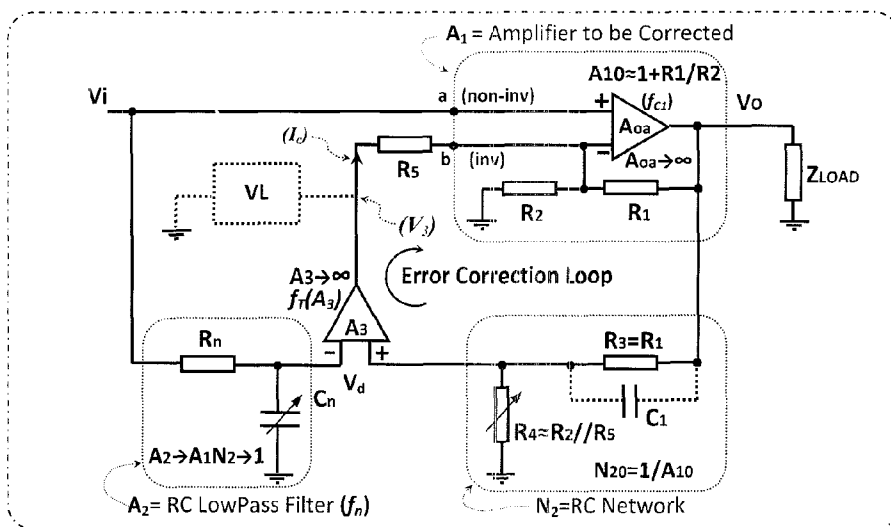 A₁ = Amplifier to be Corrected
A10≈1+R1/R2
Vi
a
(non-inv)
+
(fC1)
Vo
Aoa
(Ic)
R5
b
(inv)
−
Aoa→∞
ZLOAD
VL
R2
R1
(V3)
A3→∞
fT(A3)
Error Correction Loop
A3
Rn
−
+
R3=R1
Vd
Cn
C1
R4≈R2//R5
A2→A1N2→1
N20=1/A10
A2= RC LowPass Filter (fn)
N2=RC Network